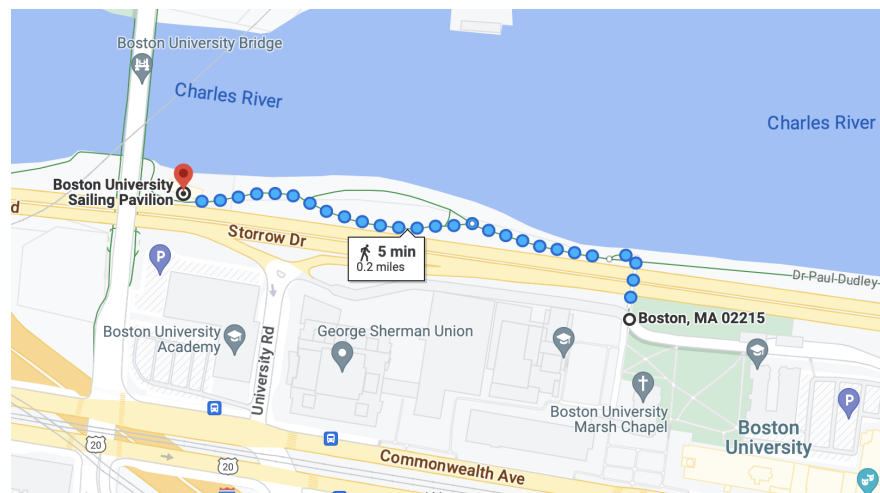 Boston University Bridge
Charles River
Charles River
Boston University
Sailing Pavilion
d
Storrow Dr
5 min
0.2 miles
Dr Paul Dudley
P
Boston, MA 02215
Boston University
Academy
University Rd
George Sherman Union
Boston University
Marsh Chapel
P
Boston
University
20
20
Commonwealth Ave